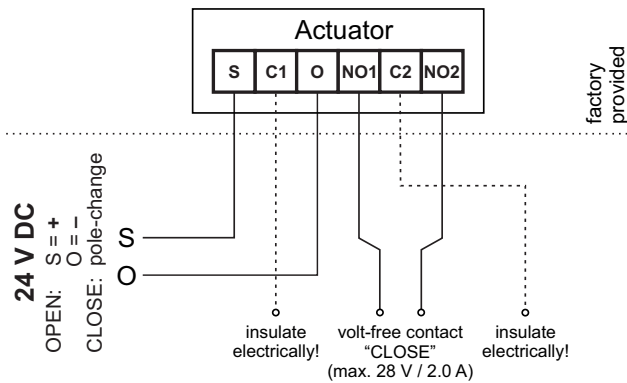 Actuator
S C1 O NO1 C2 NO2
factory
provided
24 V DC
OPEN: S = +
O = –
CLOSE: pole-change
S
O
insulate
electrically!
volt-free contact
“CLOSE”
(max. 28 V / 2.0 A)
insulate
electrically!